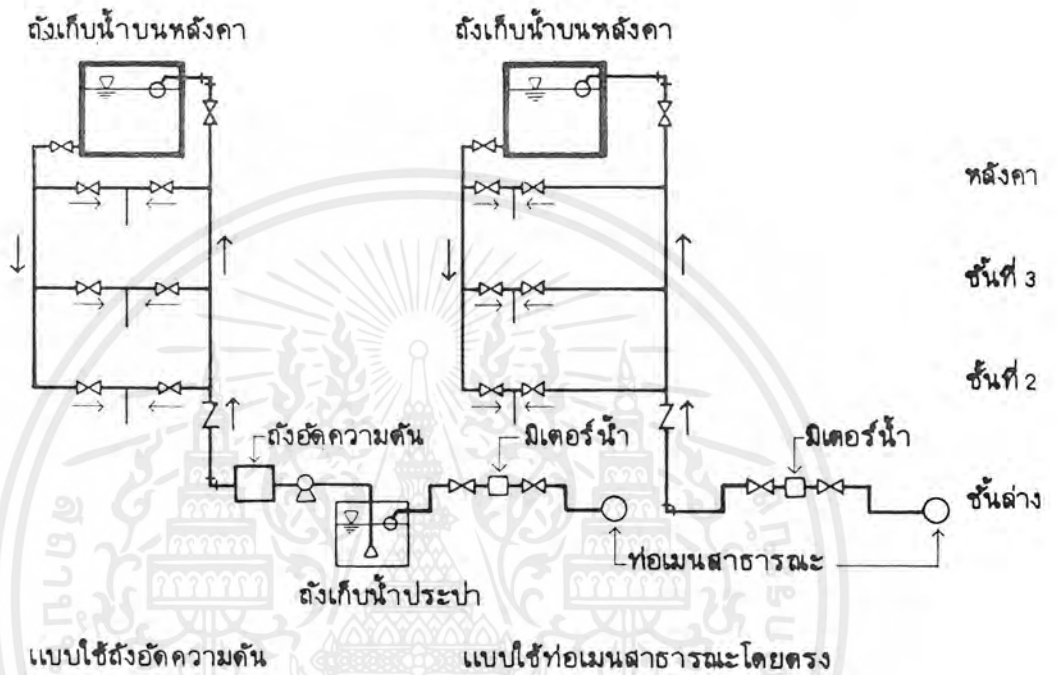 ถังเก็บน้ำบนหลังคา
ถังเก็บน้ำบนหลังคา
หลังคา
ชั้นที่ 3
ชั้นที่ 2
ถังอัดความดัน
มิเตอร์น้ำ
มิเตอร์น้ำ
ชั้นล่าง
ท่อเมนสาธารณะ
ถังเก็บน้ำประปา
แบบใช้ถังอัดความดัน
แบบใช้ท่อเมนสาธารณะโดยตรง